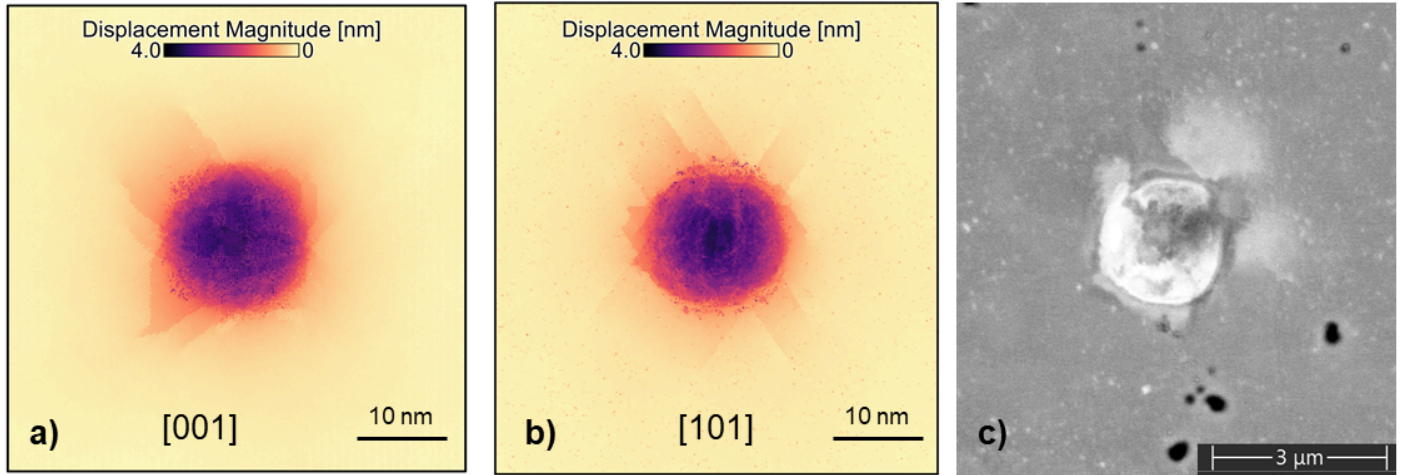 Displacement Magnitude [nm]
4.0 0
[001]
10 nm
a)
Displacement Magnitude [nm]
4.0 0
[101]
10 nm
b)
c)
3 μm